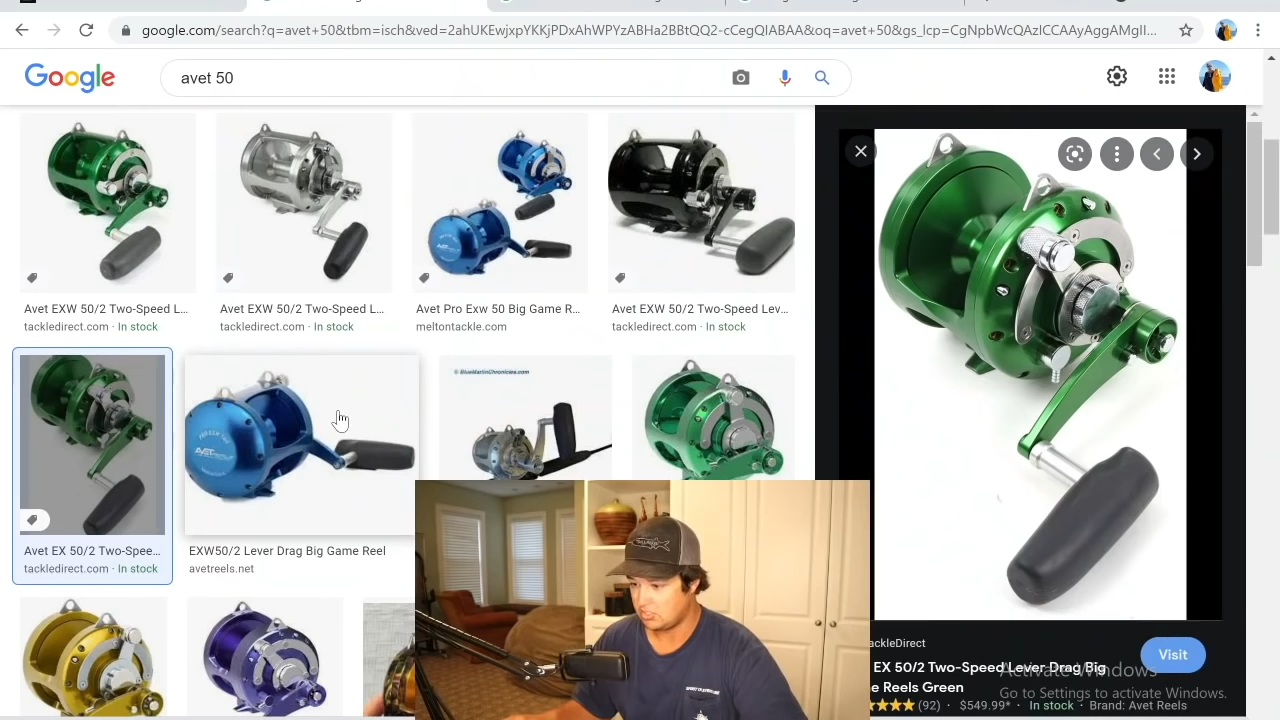 google.com/search?q=avet+50&tbm=isch&ved=2ahUKEwjxpYKKjPDxAhWPYzABHa2BBtQQ2-cCegQIABAA&oq=avet+50&gs_lcp=CgNpbWcQAzICCAAyAggAMgII...
Google
avet 50
Avet EXW 50/2 Two-Speed L...
tackledirect.com · In stock
Avet EXW 50/2 Two-Speed L...
tackledirect.com · In stock
Avet Pro Exw 50 Big Game R...
meltontackle.com
Avet EXW 50/2 Two-Speed Lev...
tackledirect.com · In stock
© BlueMarlinChronicles.com
Avet EX 50/2 Two-Spee...
tackledirect.com · In stock
EXW50/2 Lever Drag Big Game Reel
avetreels.net
ackleDirect
EX 50/2 Two-Speed Lever Drag Big
e Reels Green
(92) · $549.99* · In stock · Brand: Avet Reels
Visit
Activate Windows
Go to Settings to activate Windows.